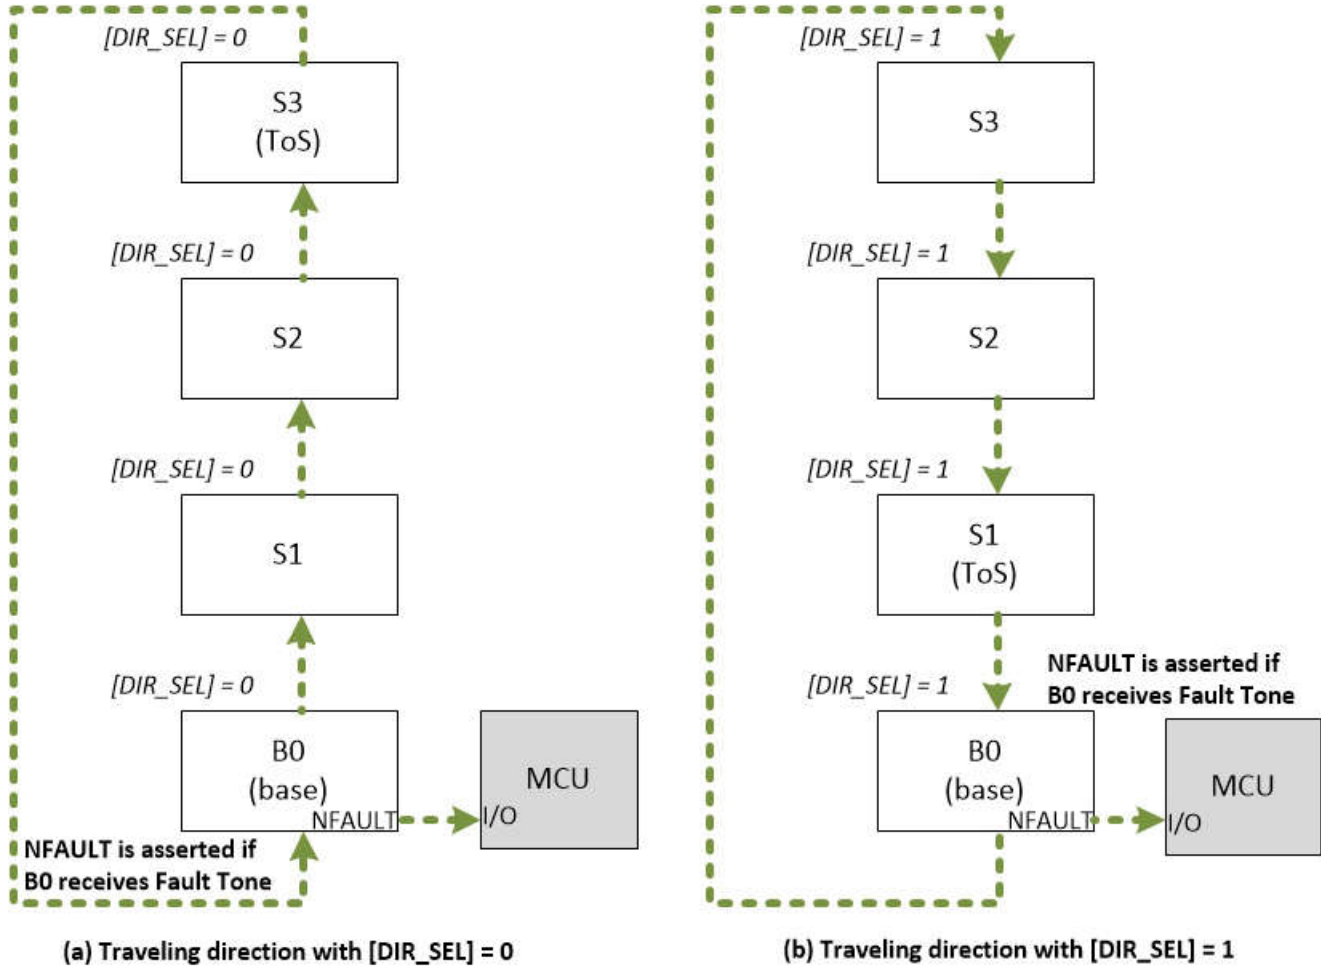 [DIR_SEL] = 0
S3
(ToS)
[DIR_SEL] = 0
S2
[DIR_SEL] = 0
S1
[DIR_SEL] = 0
B0
(base)
NFAULT
MCU
I/O
NFAULT is asserted if
B0 receives Fault Tone
(a) Traveling direction with [DIR_SEL] = 0
[DIR_SEL] = 1
S3
[DIR_SEL] = 1
S2
[DIR_SEL] = 1
S1
(ToS)
NFAULT is asserted if
B0 receives Fault Tone
[DIR_SEL] = 1
B0
(base)
NFAULT
MCU
I/O
(b) Traveling direction with [DIR_SEL] = 1